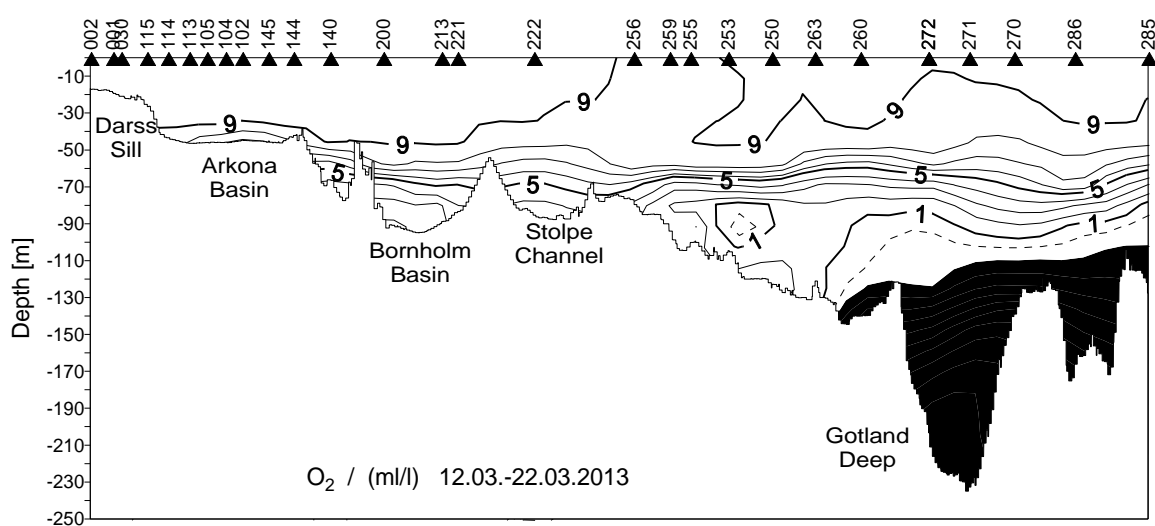 002 001 030 115 114 113 105 104 102 145 144 140 200 213 221 222 256 259 255 253 250 263 260 272 271 270 286 285
-10
-30
-50
-70
-90
-110
-130
-150
-170
-190
-210
-230
-250
Depth [m]
9 9 9 9 9 9
5 5 5 5 5
1 1
Darss
Sill
Arkona
Basin
Bornholm
Basin
Stolpe
Channel
Gotland
Deep
O₂ / (ml/l) 12.03.-22.03.2013